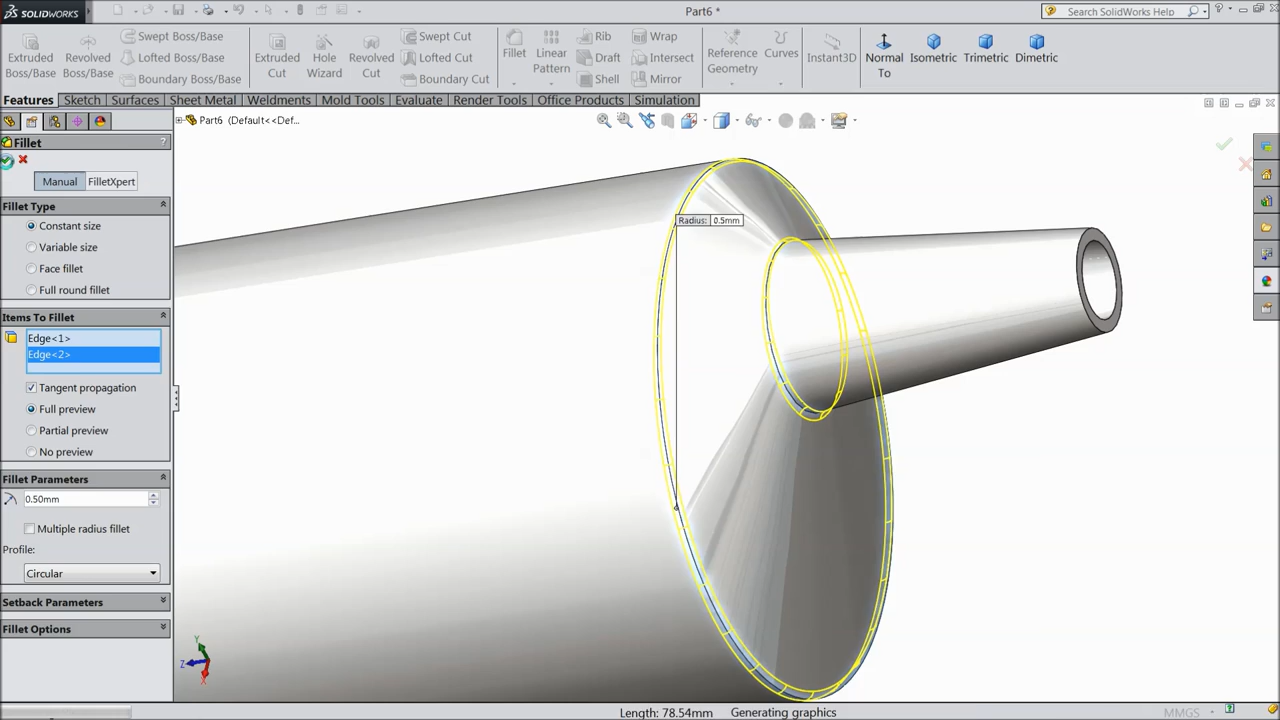 SOLIDWORKS
Part6 *
Search SolidWorks Help
Extruded Boss/Base
Revolved Boss/Base
Swept Boss/Base
Lofted Boss/Base
Boundary Boss/Base
Extruded Cut
Hole Wizard
Revolved Cut
Swept Cut
Lofted Cut
Boundary Cut
Fillet
Linear Pattern
Rib
Draft
Shell
Wrap
Intersect
Mirror
Reference Geometry
Curves
Instant3D
Normal To
Isometric
Trimetric
Dimetric
Features Sketch Surfaces Sheet Metal Weldments Mold Tools Evaluate Render Tools Office Products Simulation
Part6 (Default<<Def...
Fillet ?
Manual FilletXpert
Fillet Type
Constant size
Variable size
Face fillet
Full round fillet
Items To Fillet
Edge<1>
Edge<2>
Tangent propagation
Full preview
Partial preview
No preview
Fillet Parameters
0.50mm
Multiple radius fillet
Profile:
Circular
Setback Parameters
Fillet Options
Radius: 0.5mm
Y
Z
X
Length: 78.54mm Generating graphics MMGS